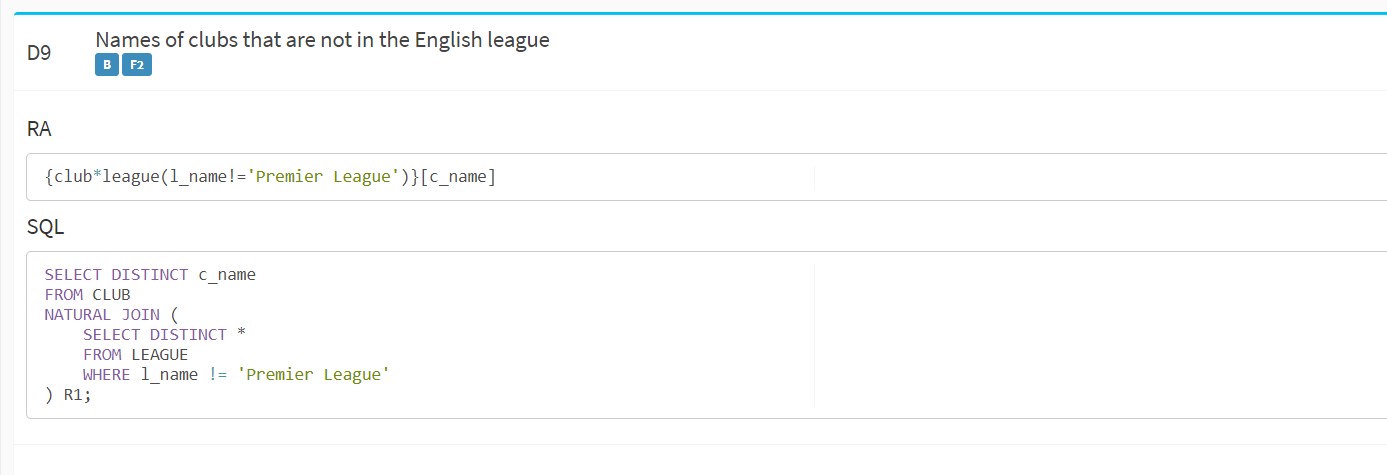 D9
Names of clubs that are not in the English league
B F2
RA
{club*league(l_name!='Premier League')}[c_name]
SQL
SELECT DISTINCT c_name
FROM CLUB
NATURAL JOIN (
    SELECT DISTINCT *
    FROM LEAGUE
    WHERE l_name != 'Premier League'
) R1;